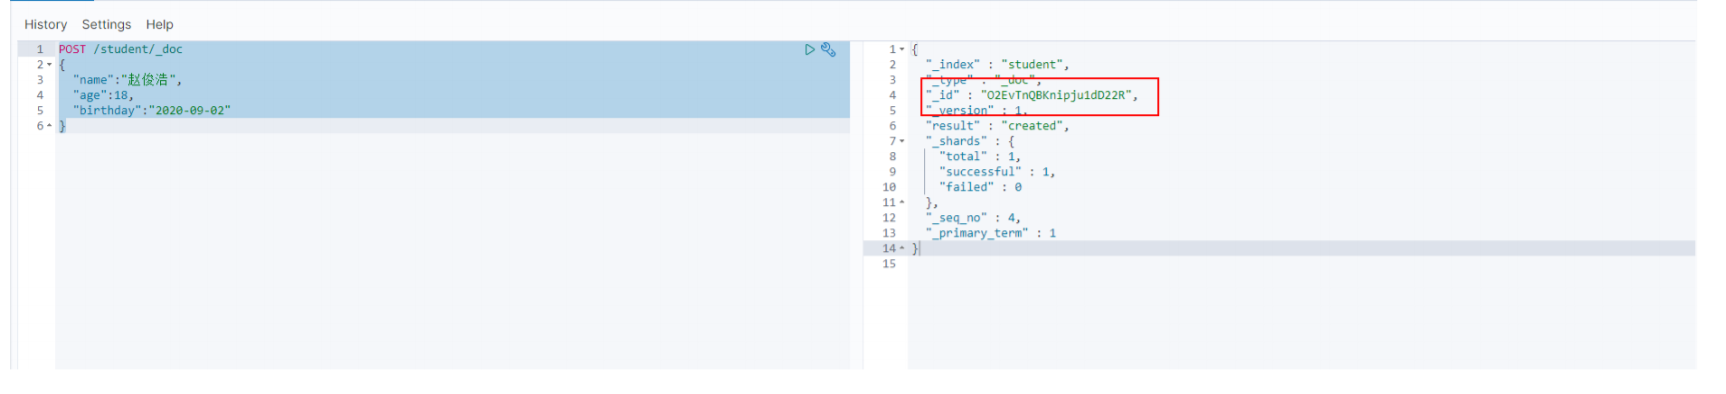 History Settings Help
1 POST /student/_doc
2 {
3 "name":"赵俊浩",
4 "age":18,
5 "birthday":"2020-09-02"
6 }
1 {
2 "_index" : "student",
3 "_type" : "_doc",
4 "_id" : "O2EvTnQBKnipju1dD22R",
5 "_version" : 1,
6 "result" : "created",
7 "_shards" : {
8 "total" : 1,
9 "successful" : 1,
10 "failed" : 0
11 },
12 "_seq_no" : 4,
13 "_primary_term" : 1
14 }
15